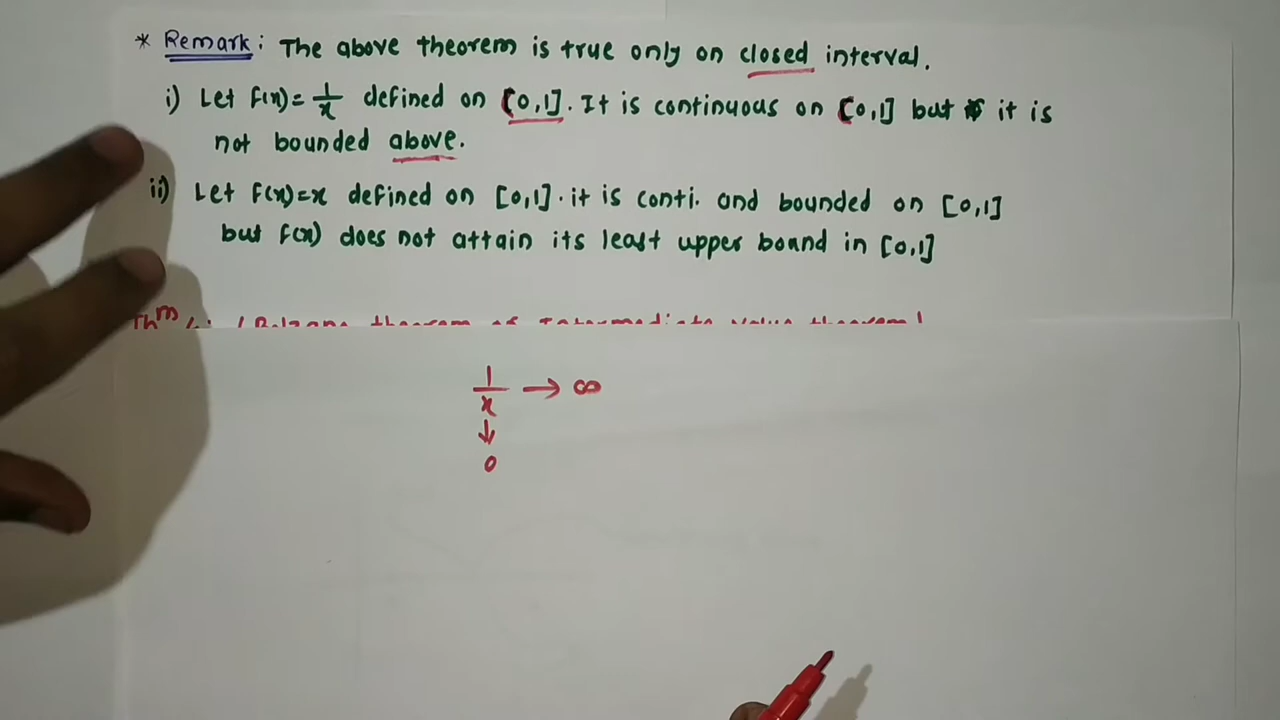 * Remark: The above theorem is true only on closed interval.
i) Let f(x)= 1/x defined on (0,1]. It is continuous on (0,1] but it is
not bounded above.
ii) Let f(x)=x defined on [0,1]. it is conti. and bounded on [0,1]
but f(x) does not attain its least upper bound in [0,1]
1/x → ∞
↓
0